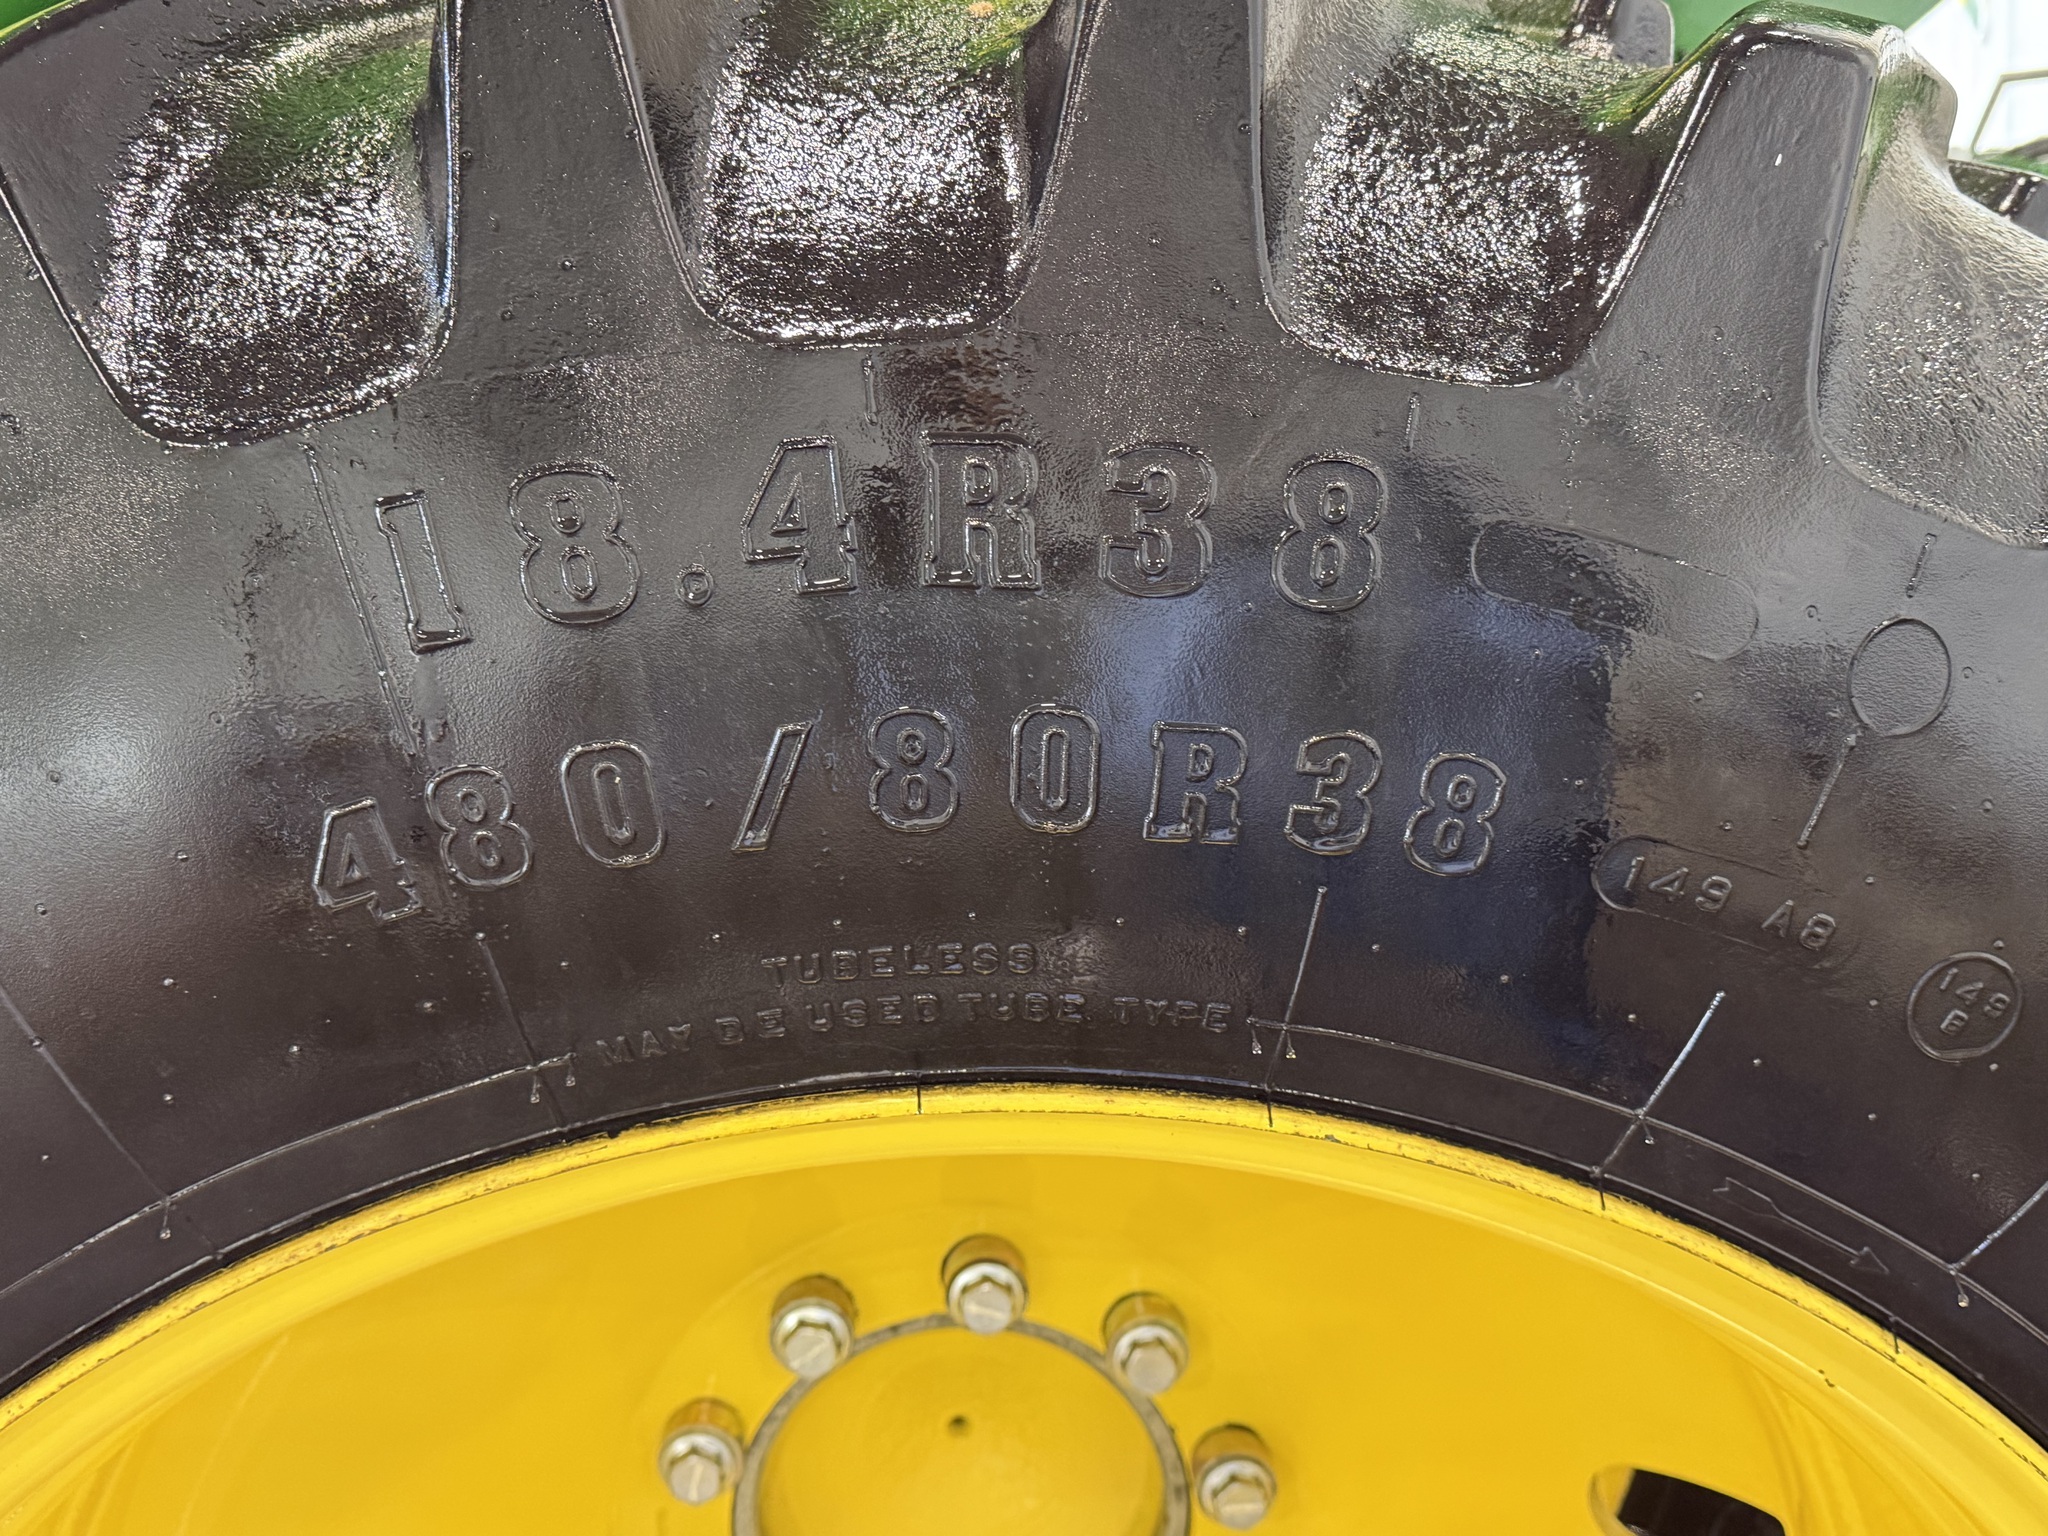 18.4R38
480/80R38
149 A8
149
B
TUBELESS
MAY BE USED TUBE TYPE